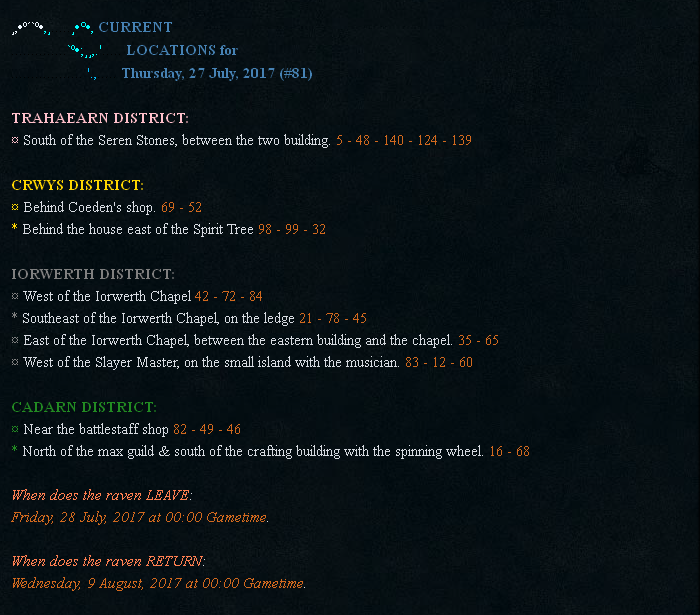 CURRENT
LOCATIONS for
Thursday, 27 July, 2017 (#81)
TRAHAEARN DISTRICT:
¤ South of the Seren Stones, between the two building. 5 - 48 - 140 - 124 - 139
CRWYS DISTRICT:
¤ Behind Coeden's shop. 69 - 52
* Behind the house east of the Spirit Tree 98 - 99 - 32
IORWERTH DISTRICT:
¤ West of the Iorwerth Chapel 42 - 72 - 84
* Southeast of the Iorwerth Chapel, on the ledge 21 - 78 - 45
¤ East of the Iorwerth Chapel, between the eastern building and the chapel. 35 - 65
¤ West of the Slayer Master, on the small island with the musician. 83 - 12 - 60
CADARN DISTRICT:
¤ Near the battlestaff shop 82 - 49 - 46
* North of the max guild & south of the crafting building with the spinning wheel. 16 - 68
When does the raven LEAVE:
Friday, 28 July, 2017 at 00:00 Gametime.
When does the raven RETURN:
Wednesday, 9 August, 2017 at 00:00 Gametime.